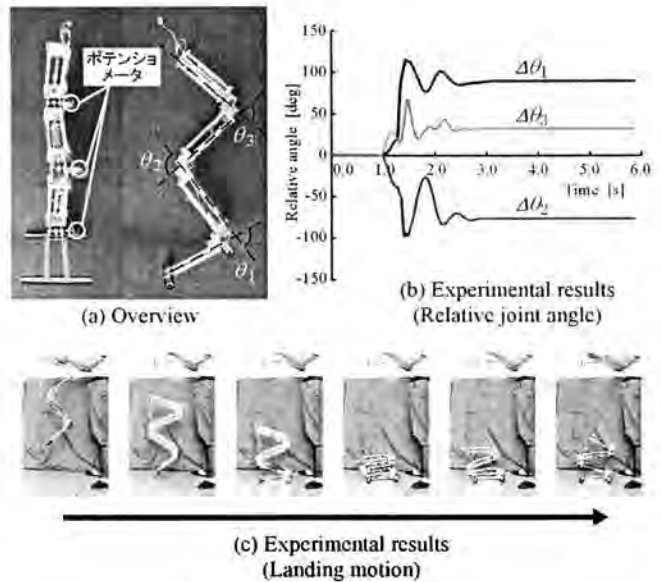 ポテンショ
メータ
θ3
θ2
θ1
(a) Overview
Relative angle [deg]
150
100
50
0
-50
-100
-150
0.0
1.0
2.0
3.0
4.0
5.0
6.0
Time [s]
Δθ1
Δθ3
Δθ2
(b) Experimental results
(Relative joint angle)
(c) Experimental results
(Landing motion)